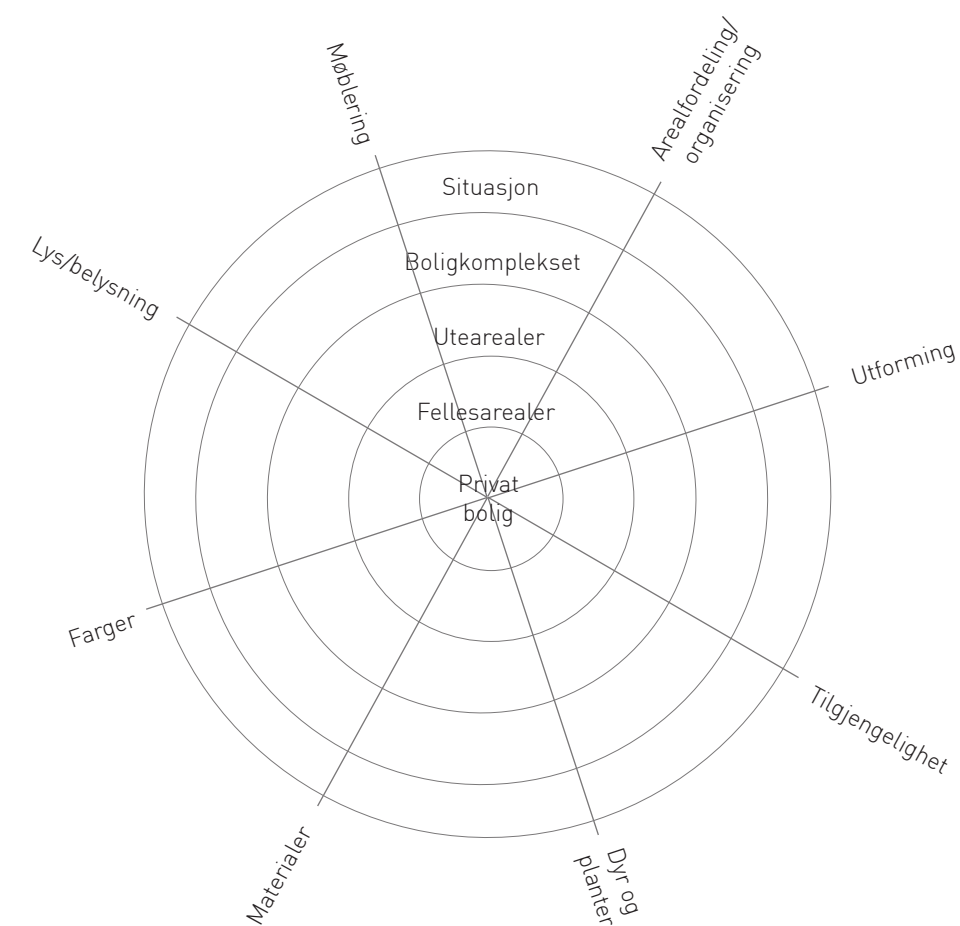 Møblering
Arealfordeling/
organisering
Situasjon
Lys/belysning
Boligkomplekset
Utearealer
Utforming
Fellesarealer
Privat
bolig
Farger
Tilgjengelighet
Materialer
Dyr og
planter